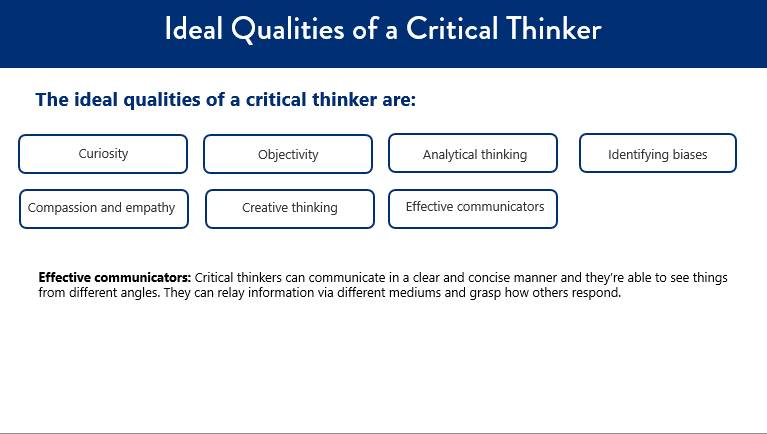 Ideal Qualities of a Critical Thinker
The ideal qualities of a critical thinker are:
Curiosity
Objectivity
Analytical thinking
Identifying biases
Compassion and empathy
Creative thinking
Effective communicators
Effective communicators: Critical thinkers can communicate in a clear and concise manner and they're able to see things
from different angles. They can relay information via different mediums and grasp how others respond.